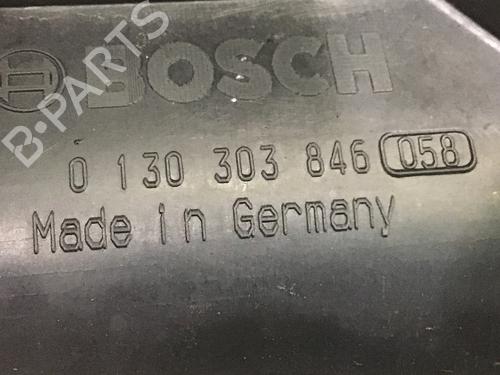 BOSCH
0 130 303 846 058
Made in Germany
B-PARTS